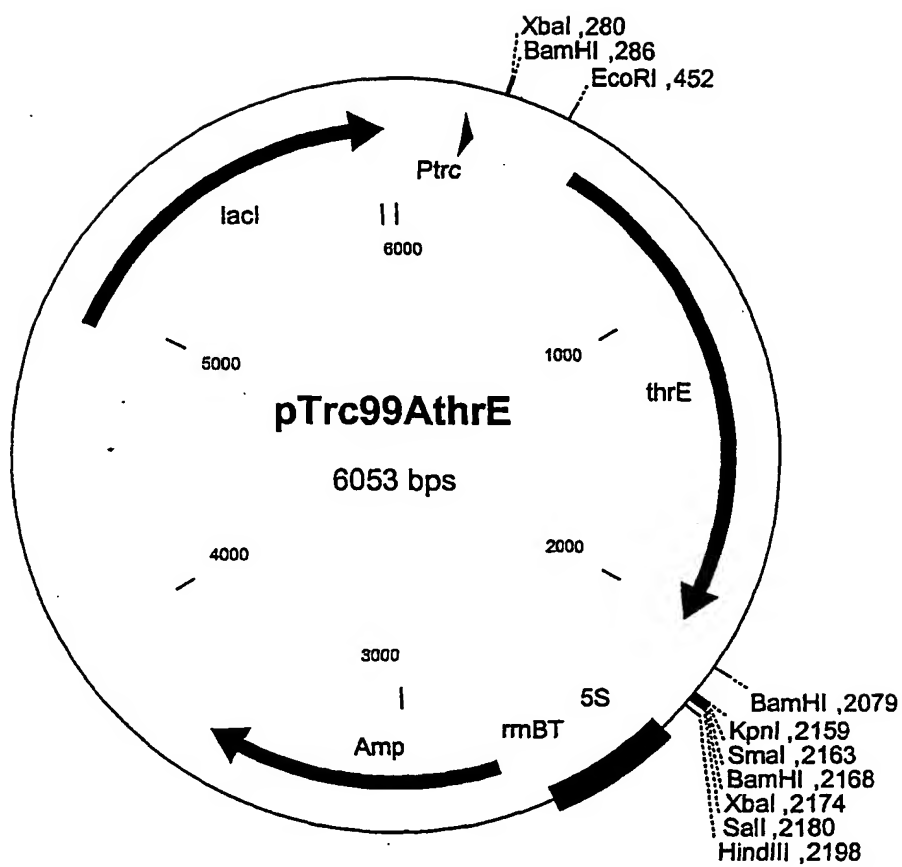 XbaI ,280
BamHI ,286
EcoRI ,452
Ptrc
lacI
6000
1000
5000
thrE
pTrc99AthrE
6053 bps
4000
2000
3000
5S
BamHI ,2079
rrnBT
KpnI ,2159
Amp
SmaI ,2163
BamHI ,2168
XbaI ,2174
SalI ,2180
HindIII ,2198